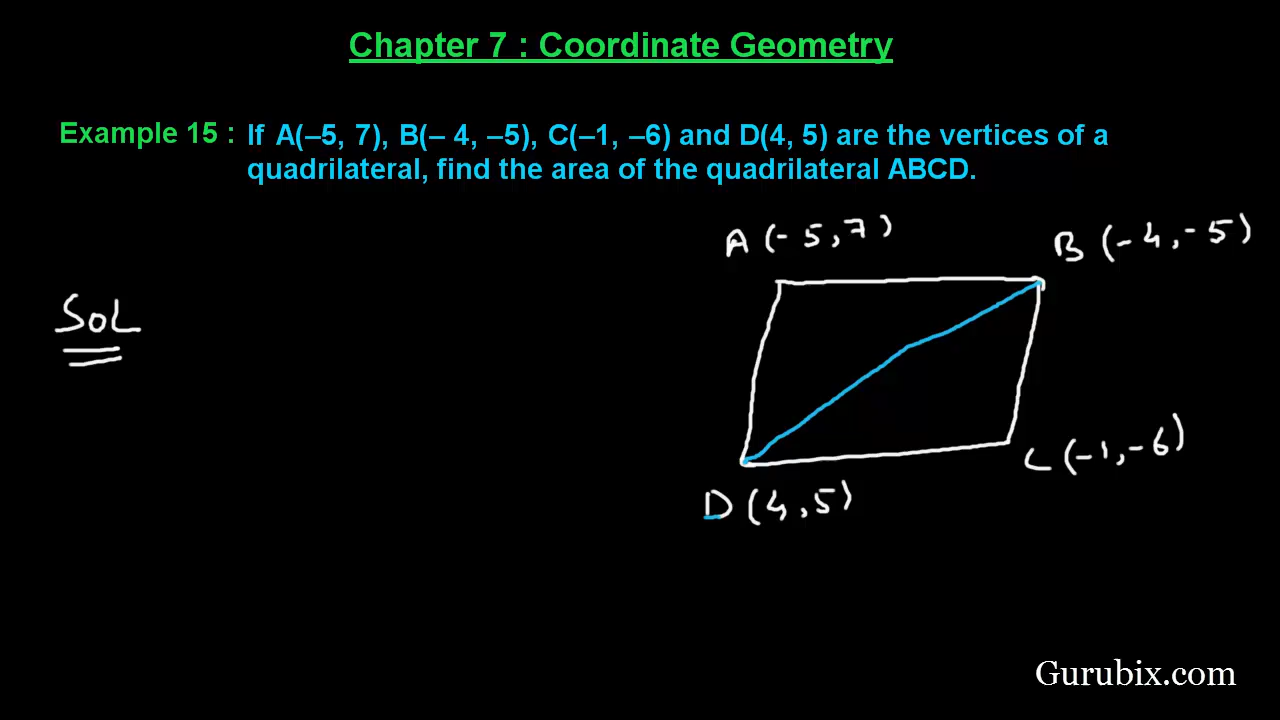 Chapter 7 : Coordinate Geometry
Example 15 : If A(–5, 7), B(– 4, –5), C(–1, –6) and D(4, 5) are the vertices of a
quadrilateral, find the area of the quadrilateral ABCD.
A (-5,7)
B (-4,-5)
SOL
C (-1,-6)
D (4,5)
Gurubix.com